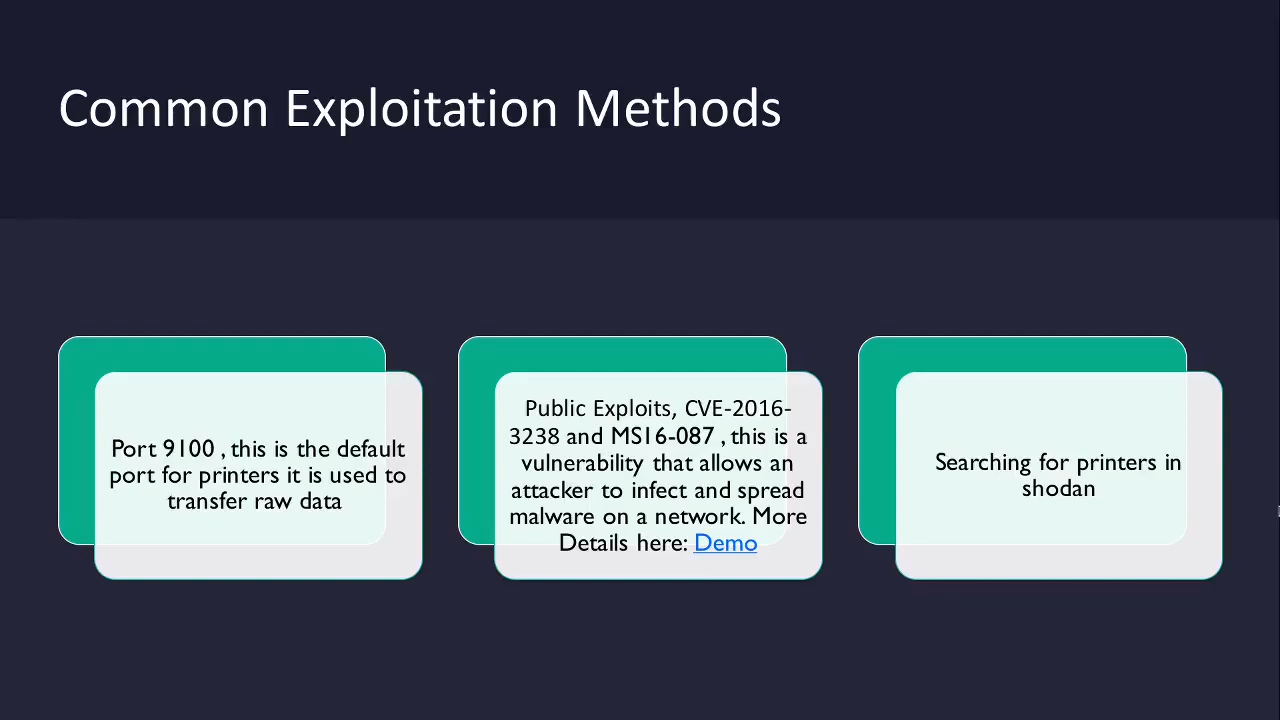 Common Exploitation Methods
Port 9100 , this is the default
port for printers it is used to
transfer raw data
Public Exploits, CVE-2016-
3238 and MS16-087 , this is a
vulnerability that allows an
attacker to infect and spread
malware on a network. More
Details here: Demo
Searching for printers in
shodan